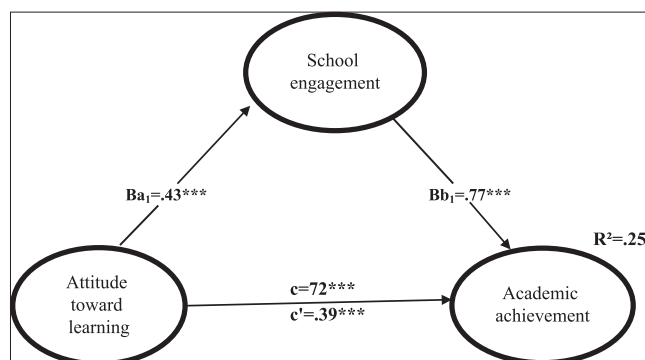 School
engagement
Ba₁=.43***
Bb₁=.77***
R²=.25
Attitude
toward
learning
c=72***
c'=.39***
Academic
achievement